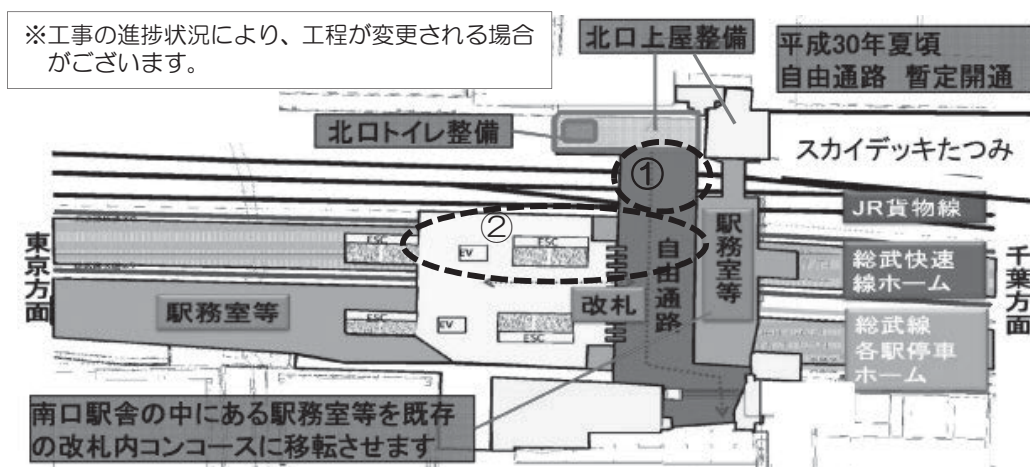 ※工事の進捗状況により、工程が変更される場合
がございます。
北口上屋整備
平成30年夏頃
自由通路 暫定開通
北口トイレ整備
スカイデッキたつみ
①
JR貨物線
②
ESC
ESC
EV
東京方面
駅務室等
自由通路
総武快速
線ホーム
千葉方面
駅務室等
改札
ESC
EV
ESC
総武線
各駅停車
ホーム
南口駅舎の中にある駅務室等を既存
の改札内コンコースに移転させます